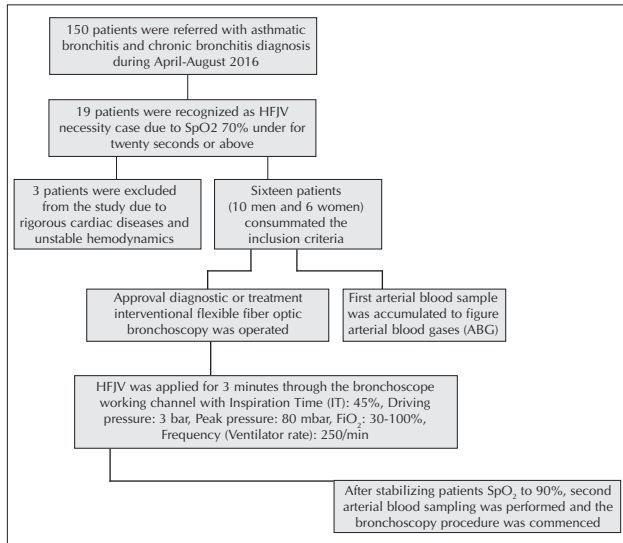 150 patients were referred with asthmatic
bronchitis and chronic bronchitis diagnosis
during April-August 2016
19 patients were recognized as HFJV
necessity case due to SpO2 70% under for
twenty seconds or above
3 patients were excluded
from the study due to
rigorous cardiac diseases and
unstable hemodynamics
Sixteen patients
(10 men and 6 women)
consummated the
inclusion criteria
Approval diagnostic or treatment
interventional flexible fiber optic
bronchoscopy was operated
First arterial blood sample
was accumulated to figure
arterial blood gases (ABG)
HFJV was applied for 3 minutes through the bronchoscope
working channel with Inspiration Time (IT): 45%, Driving
pressure: 3 bar, Peak pressure: 80 mbar, FiO₂: 30-100%,
Frequency (Ventilator rate): 250/min
After stabilizing patients SpO₂ to 90%, second
arterial blood sampling was performed and the
bronchoscopy procedure was commenced